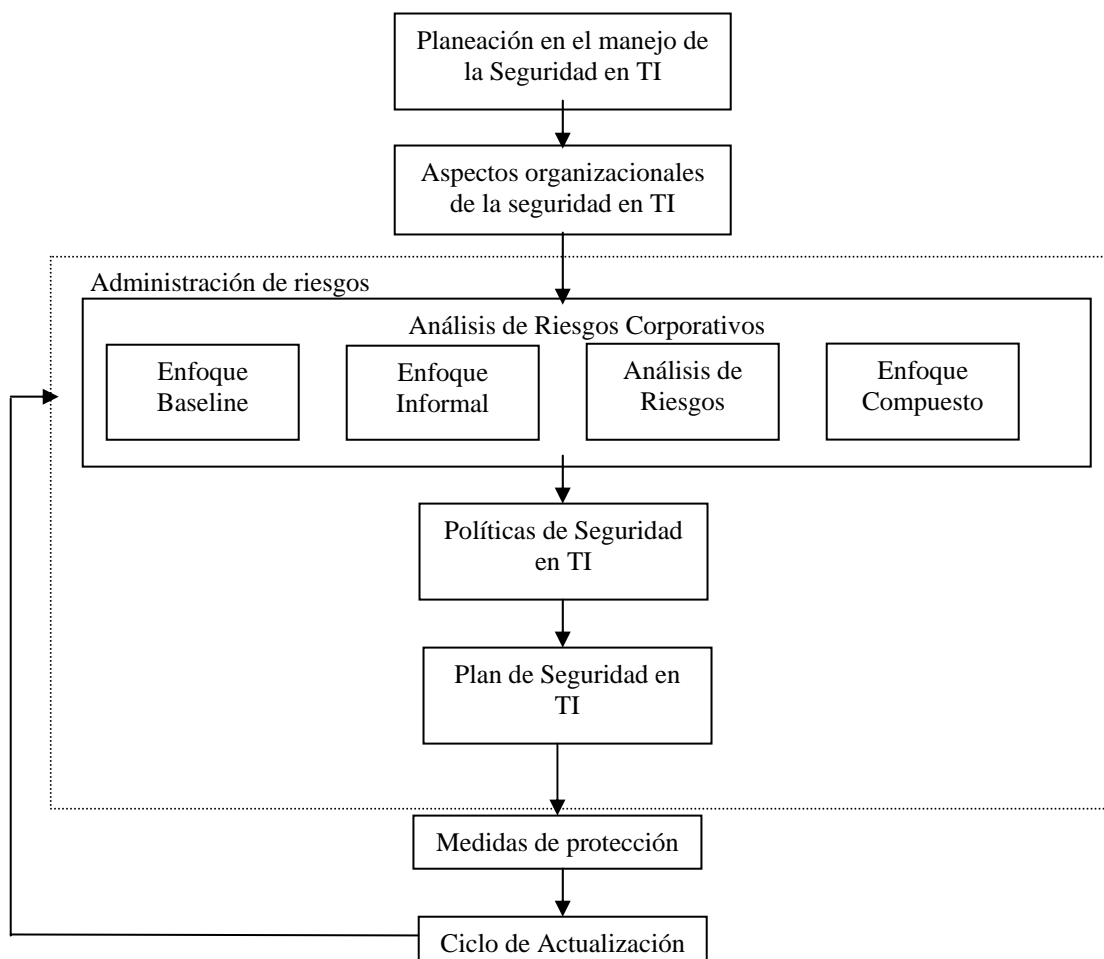 Planeación en el manejo de
la Seguridad en TI
Aspectos organizacionales
de la seguridad en TI
Administración de riesgos
Análisis de Riesgos Corporativos
Enfoque
Baseline
Enfoque
Informal
Análisis de
Riesgos
Enfoque
Compuesto
Políticas de Seguridad
en TI
Plan de Seguridad en
TI
Medidas de protección
Ciclo de Actualización